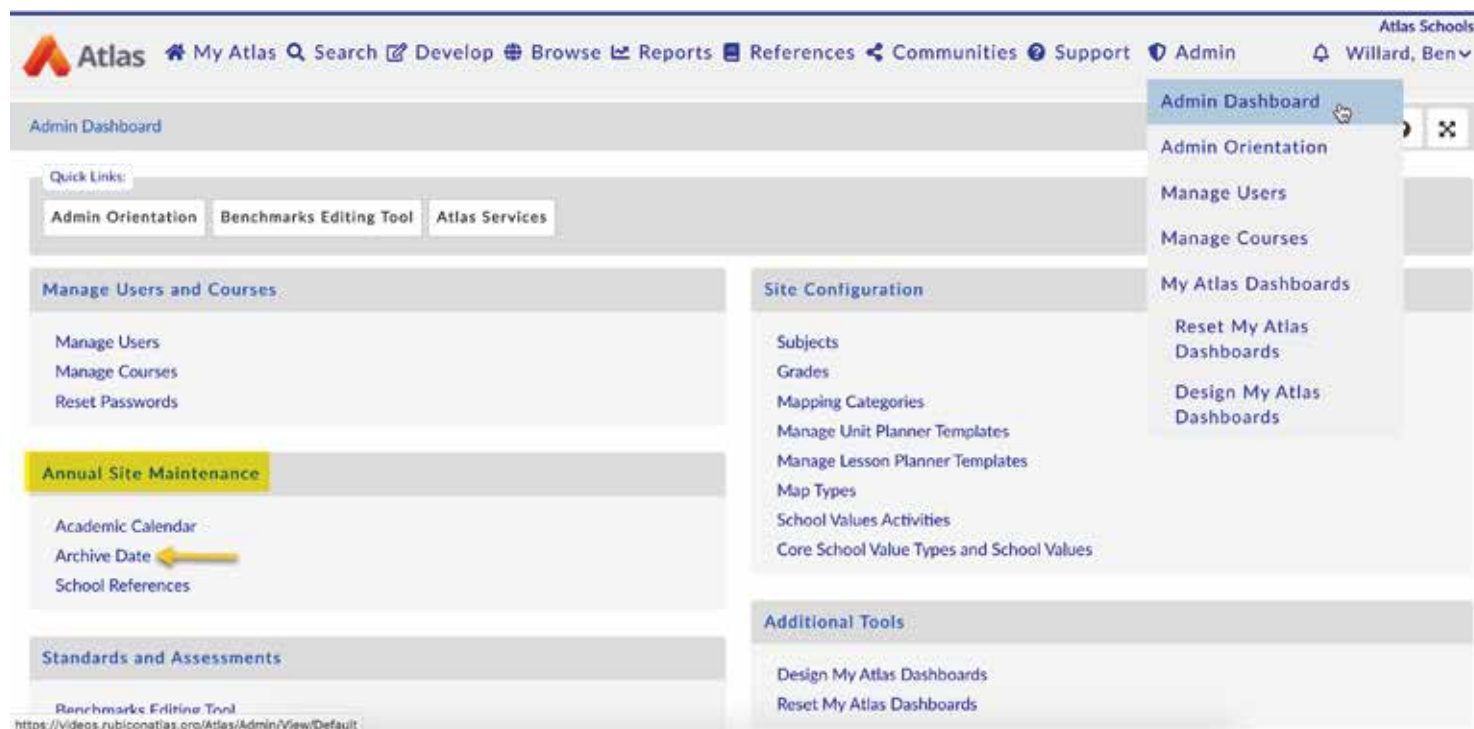 Atlas Schools
Atlas My Atlas Search Develop Browse Reports References Communities Support Admin Willard, Ben
Admin Dashboard
Admin Dashboard
Admin Orientation
Manage Users
Manage Courses
My Atlas Dashboards
Reset My Atlas
Dashboards
Design My Atlas
Dashboards
Quick Links:
Admin Orientation Benchmarks Editing Tool Atlas Services
Manage Users and Courses
Manage Users
Manage Courses
Reset Passwords
Annual Site Maintenance
Academic Calendar
Archive Date
School References
Standards and Assessments
Benchmarks Editing Tool
Site Configuration
Subjects
Grades
Mapping Categories
Manage Unit Planner Templates
Manage Lesson Planner Templates
Map Types
School Values Activities
Core School Value Types and School Values
Additional Tools
Design My Atlas Dashboards
Reset My Atlas Dashboards
https://videos.rubiconatlas.org/Atlas/Admin/View/Default